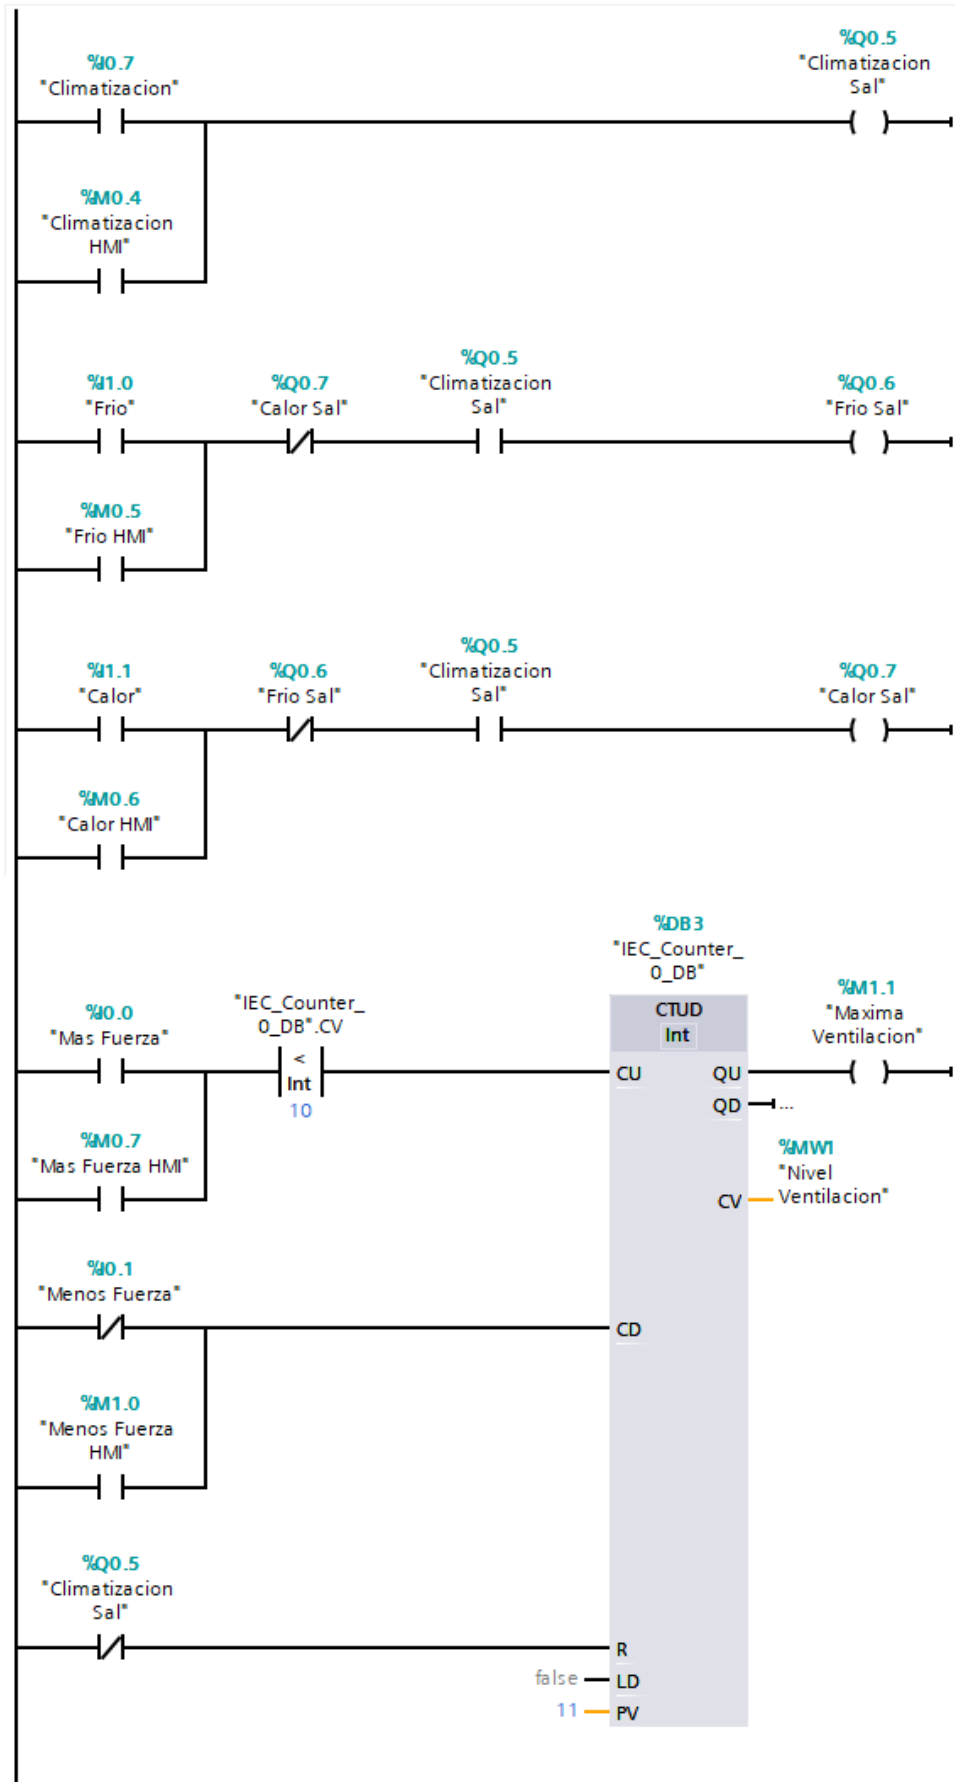 %I0.7
"Climatizacion"
%Q0.5
"Climatizacion
Sal"
%M0.4
"Climatizacion
HMI"
%I1.0
"Frio"
%Q0.7
"Calor Sal"
%Q0.5
"Climatizacion
Sal"
%Q0.6
"Frio Sal"
%M0.5
"Frio HMI"
%I1.1
"Calor"
%Q0.6
"Frio Sal"
%Q0.5
"Climatizacion
Sal"
%Q0.7
"Calor Sal"
%M0.6
"Calor HMI"
%DB3
"IEC_Counter_
0_DB"
CTUD
Int
%I0.0
"Mas Fuerza"
"IEC_Counter_
0_DB".CV
<
Int
10
CU
QU
%M1.1
"Maxima
Ventilacion"
QD
...
%M0.7
"Mas Fuerza HMI"
CV
%MW1
"Nivel
Ventilacion"
%I0.1
"Menos Fuerza"
CD
%M1.0
"Menos Fuerza
HMI"
%Q0.5
"Climatizacion
Sal"
R
false
LD
11
PV